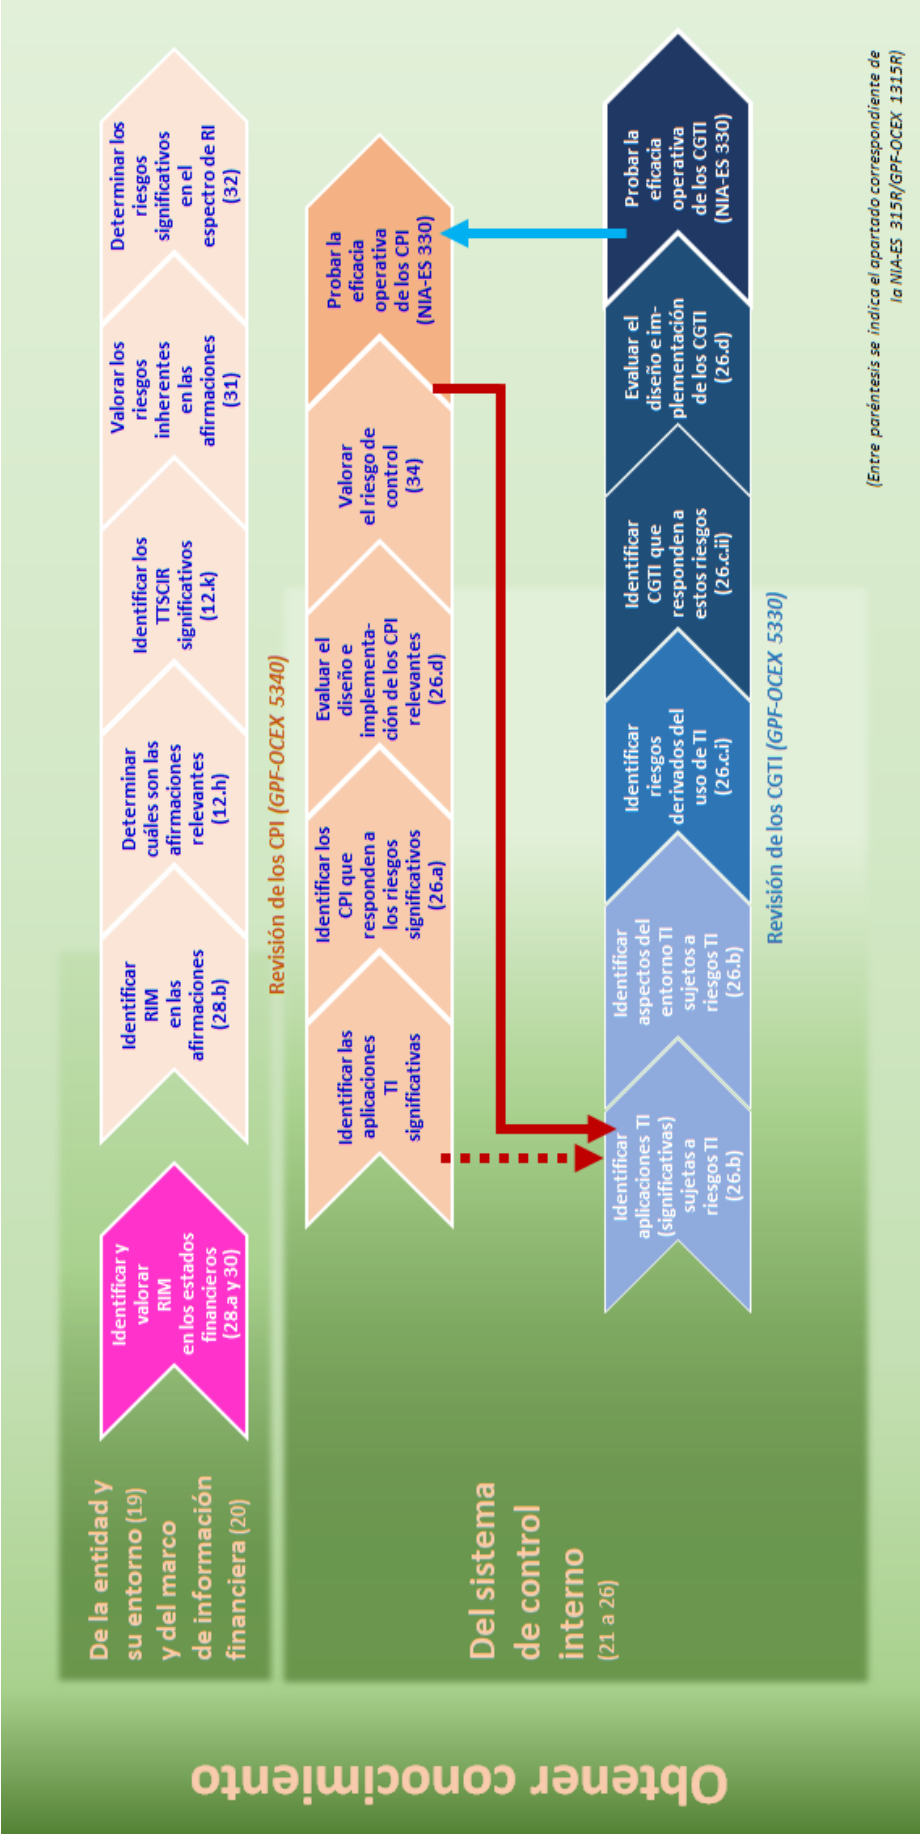 Obtener conocimiento
De la entidad y
su entorno (19)
y del marco
de información
financiera (20)
Identificar y
valorar
RIM
en los estados
financieros
(28.a y 30)
Identificar
RIM
en las
afirmaciones
(28.b)
Determinar
cuáles son las
afirmaciones
relevantes
(12.h)
Identificar los
TTSCIR
significativos
(12.k)
Valorar los
riesgos
inherentes
en las
afirmaciones
(31)
Determinar los
riesgos
significativos
en el
espectro de RI
(32)
Del sistema
de control
interno
(21 a 26)
Revisión de los CPI (GPF-OCEX 5340)
Identificar las
aplicaciones
TI
significativas
Identificar los
CPI que
responden a
los riesgos
significativos
(26.a)
Evaluar el
diseño e
implementa-
ción de los CPI
relevantes
(26.d)
Valorar
el riesgo de
control
(34)
Probar la
eficacia
operativa
de los CPI
(NIA-ES 330)
Identificar
aplicaciones TI
(significativas)
sujetas a
riesgos TI
(26.b)
Identificar
aspectos del
entorno TI
sujetos a
riesgos TI
(26.b)
Identificar
riesgos
derivados del
uso de TI
(26.c.i)
Identificar
CGTI que
responden a
estos riesgos
(26.c.ii)
Evaluar el
diseño e im-
plementación
de los CGTI
(26.d)
Probar la
eficacia
operativa
de los CGTI
(NIA-ES 330)
Revisión de los CGTI (GPF-OCEX 5330)
(Entre paréntesis se indica el apartado correspondiente de
la NIA-ES 315R/GPF-OCEX 1315R)